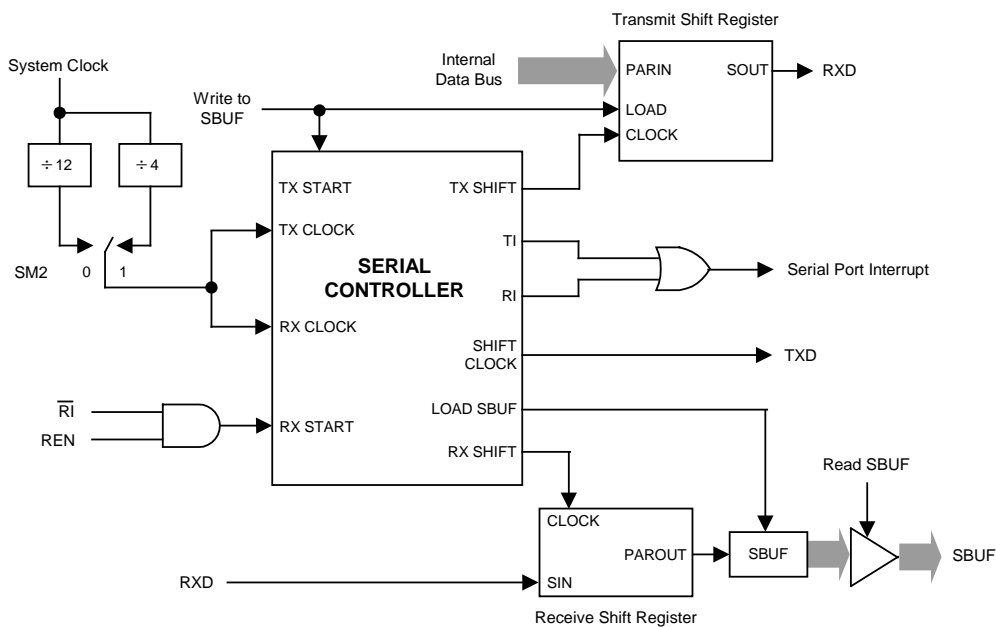 Transmit Shift Register
System Clock
Internal
Data Bus
PARIN
SOUT
RXD
Write to
SBUF
LOAD
CLOCK
÷12
÷4
TX START
TX SHIFT
TX CLOCK
TI
SM2
0
1
SERIAL
CONTROLLER
Serial Port Interrupt
RI
RX CLOCK
SHIFT
CLOCK
TXD
R̅I̅
REN
RX START
LOAD SBUF
RX SHIFT
Read SBUF
CLOCK
PAROUT
SBUF
SBUF
RXD
SIN
Receive Shift Register